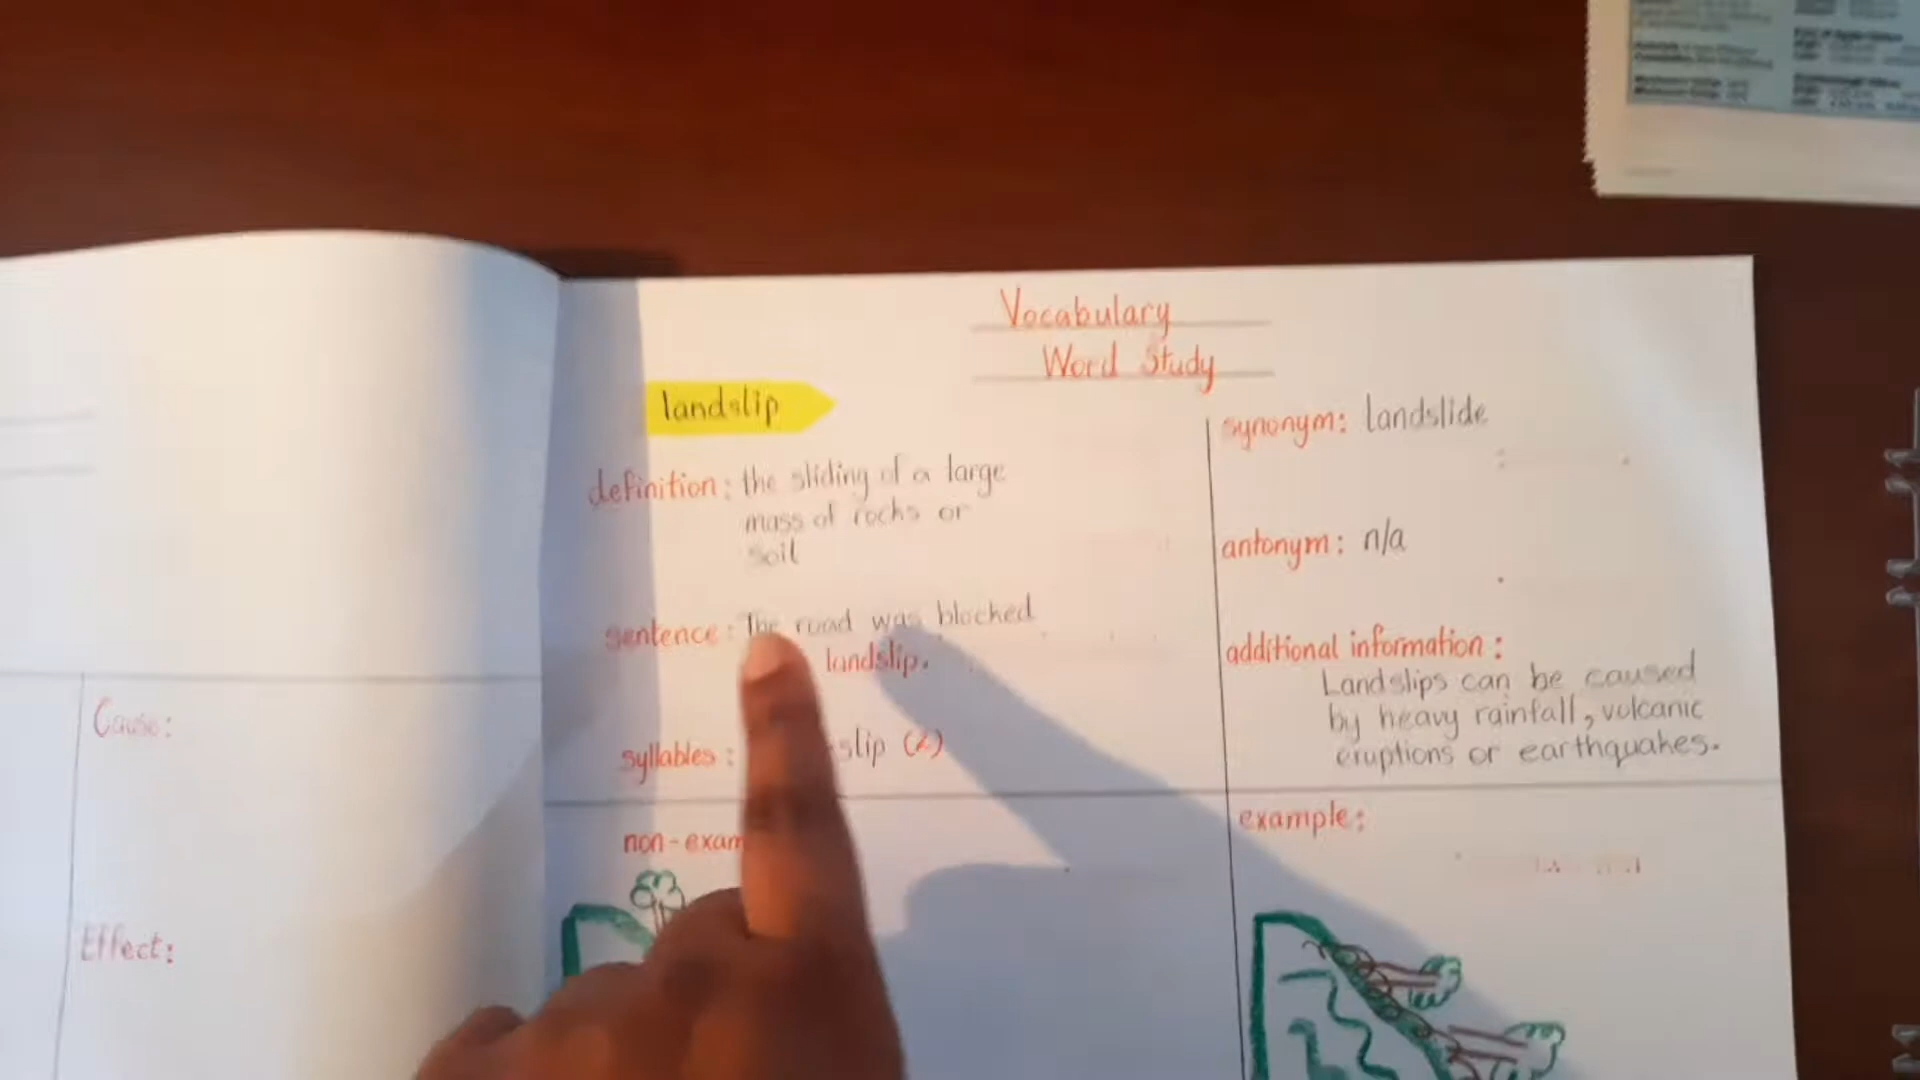 Vocabulary
Word Study
landslip
definition: the sliding of a large
mass of rocks or
soil
sentence: The road was blocked
landslip.
syllables: slip (2)
non-exam
synonym: landslide
antonym: n/a
additional information:
Landslips can be caused
by heavy rainfall, volcanic
eruptions or earthquakes.
example:
Cause:
Effect: